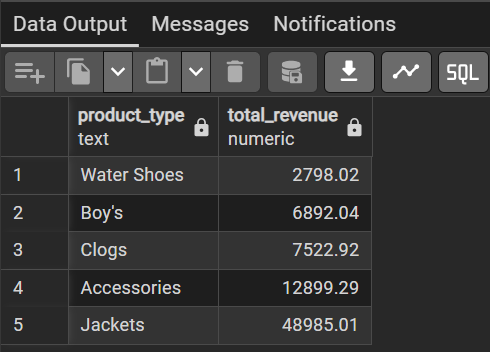 Data Output Messages Notifications
SQL
product_type total_revenue
text numeric
1 Water Shoes 2798.02
2 Boy's 6892.04
3 Clogs 7522.92
4 Accessories 12899.29
5 Jackets 48985.01